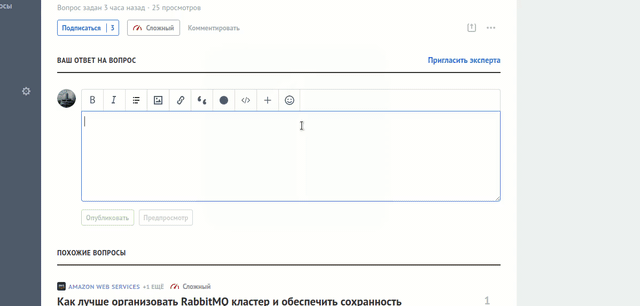 осы
Вопрос задан 3 часа назад · 25 просмотров
Подписаться 3 Сложный Комментировать
ВАШ ОТВЕТ НА ВОПРОС Пригласить эксперта
B I
Опубликовать Предпросмотр
ПОХОЖИЕ ВОПРОСЫ
AMAZON WEB SERVICES +1 ЕЩЁ Сложный
Как лучше организовать RabbitMQ кластер и обеспечить сохранность 1